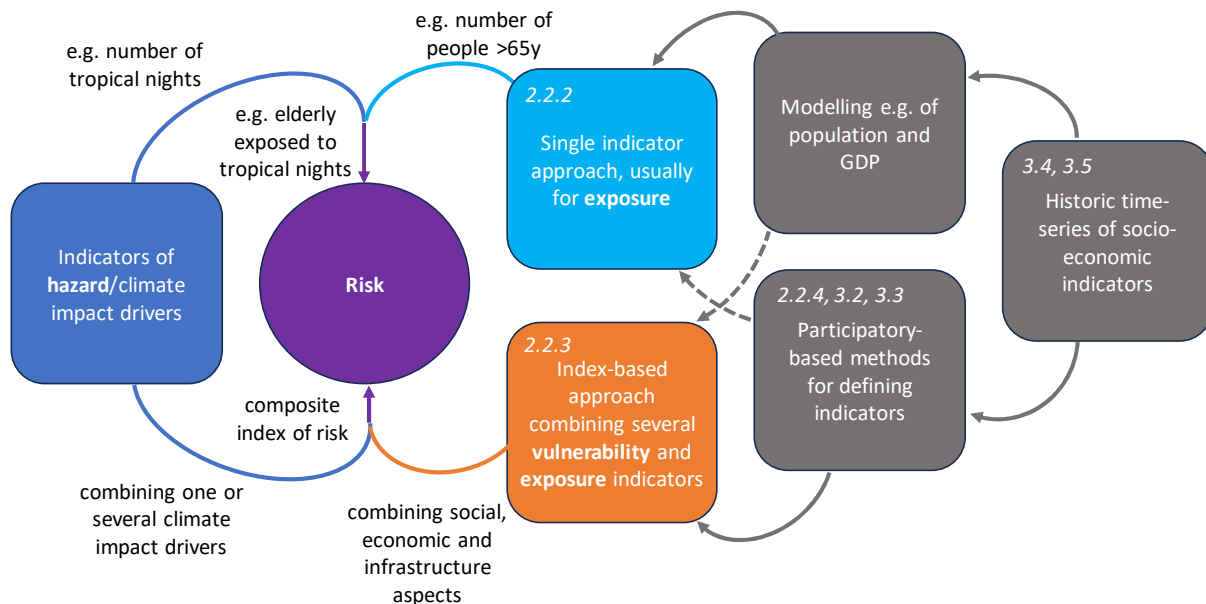 e.g. number of
tropical nights
e.g. number of
people >65y
e.g. elderly
exposed to
tropical nights
Indicators of
hazard/climate
impact drivers
Risk
composite
index of risk
combining one or
several climate
impact drivers
combining social,
economic and
infrastructure
aspects
2.2.2
Single indicator
approach, usually
for exposure
2.2.3
Index-based
approach
combining several
vulnerability and
exposure indicators
Modelling e.g. of
population and
GDP
2.2.4, 3.2, 3.3
Participatory-
based methods
for defining
indicators
3.4, 3.5
Historic time-
series of socio-
economic
indicators